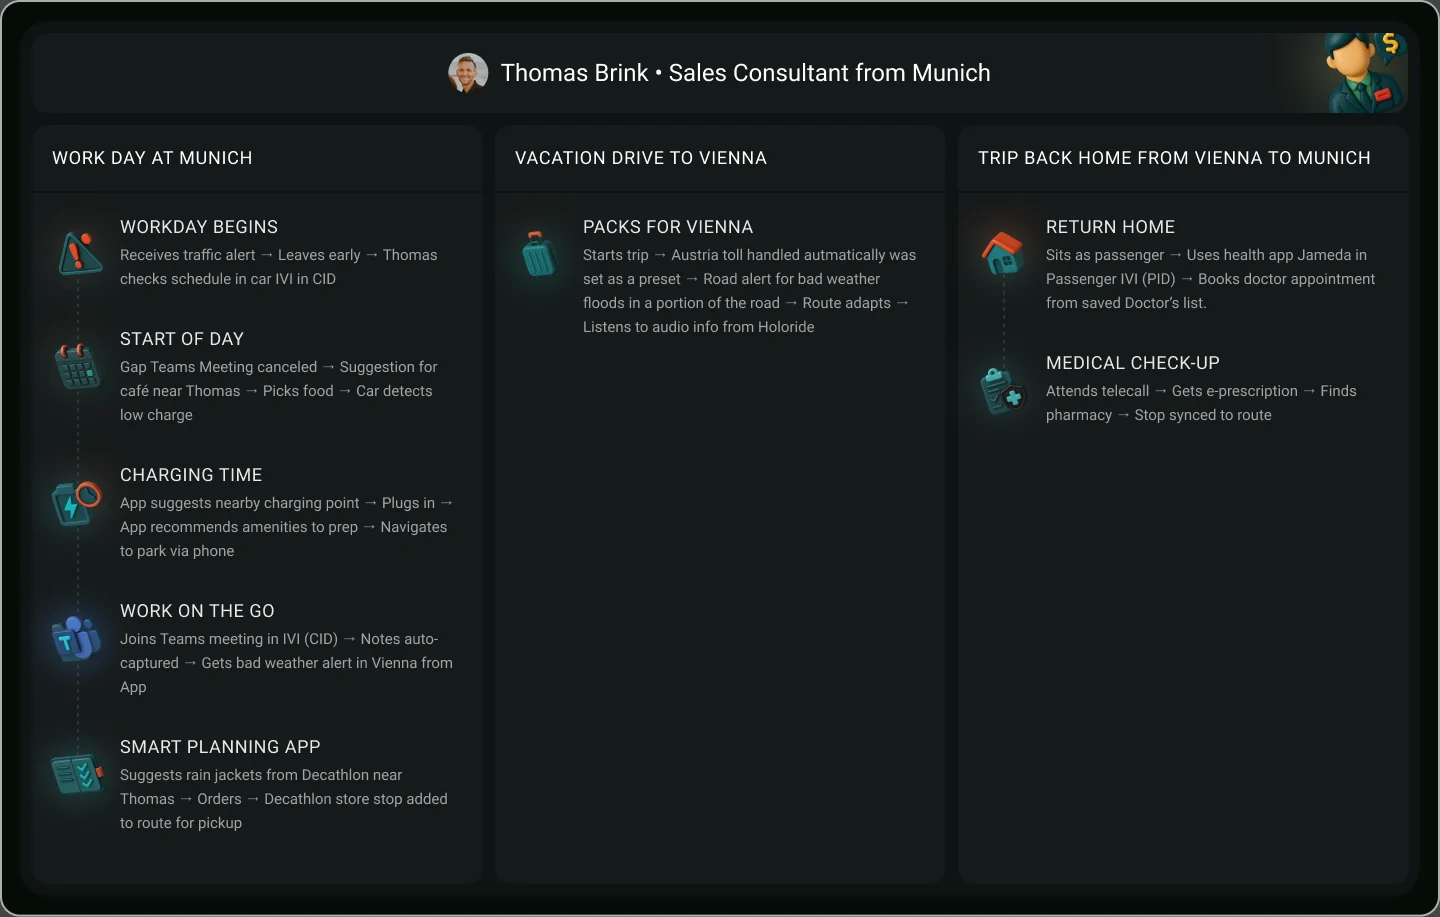 Thomas Brink • Sales Consultant from Munich
$
WORK DAY AT MUNICH
WORKDAY BEGINS
Receives traffic alert → Leaves early → Thomas
checks schedule in car IVI in CID
START OF DAY
Gap Teams Meeting canceled → Suggestion for
café near Thomas → Picks food → Car detects
low charge
CHARGING TIME
App suggests nearby charging point → Plugs in →
App recommends amenities to prep → Navigates
to park via phone
T
WORK ON THE GO
Joins Teams meeting in IVI (CID) → Notes auto-
captured → Gets bad weather alert in Vienna from
App
SMART PLANNING APP
Suggests rain jackets from Decathlon near
Thomas → Orders → Decathlon store stop added
to route for pickup
VACATION DRIVE TO VIENNA
PACKS FOR VIENNA
Starts trip → Austria toll handled autmatically was
set as a preset → Road alert for bad weather
floods in a portion of the road → Route adapts →
Listens to audio info from Holoride
TRIP BACK HOME FROM VIENNA TO MUNICH
RETURN HOME
Sits as passenger → Uses health app Jameda in
Passenger IVI (PID) → Books doctor appointment
from saved Doctor’s list.
MEDICAL CHECK-UP
Attends telecall → Gets e-prescription → Finds
pharmacy → Stop synced to route